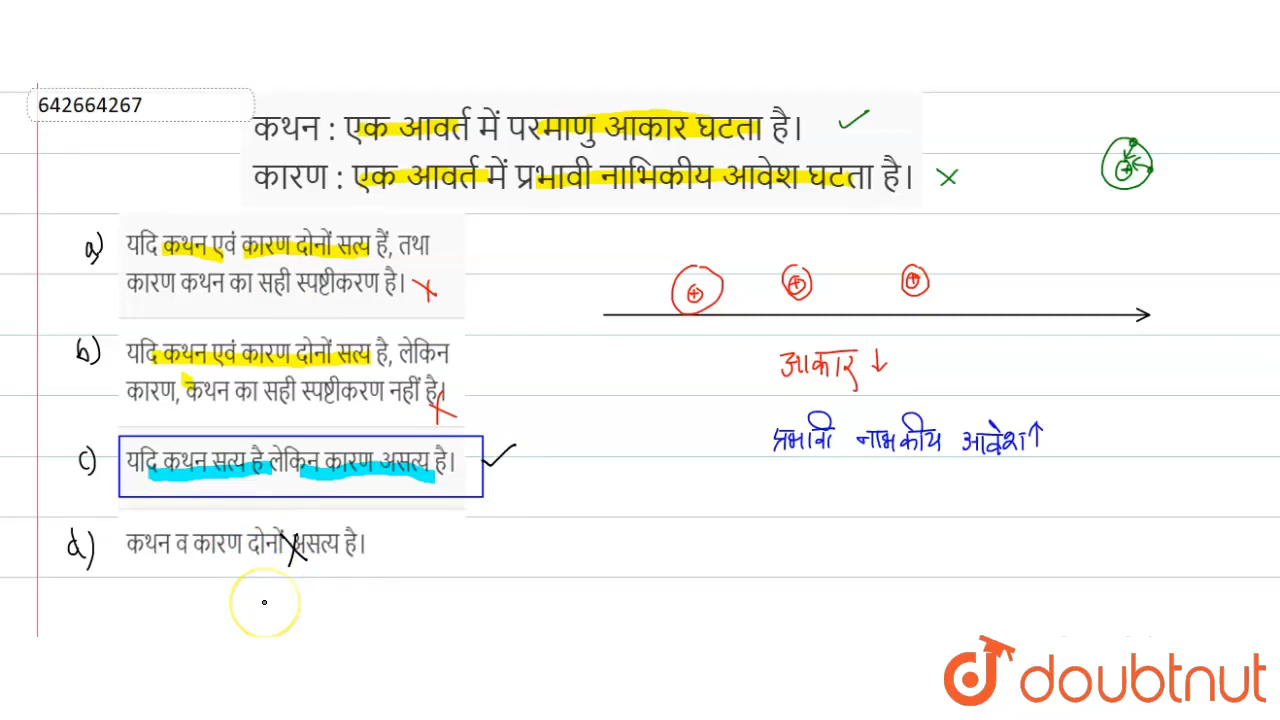 642664267
कथन : एक आवर्त में परमाणु आकार घटता है।
कारण : एक आवर्त में प्रभावी नाभिकीय आवेश घटता है।
a) यदि कथन एवं कारण दोनों सत्य हैं, तथा
कारण कथन का सही स्पष्टीकरण है।
b) यदि कथन एवं कारण दोनों सत्य है, लेकिन
कारण, कथन का सही स्पष्टीकरण नहीं है।
c) यदि कथन सत्य है लेकिन कारण असत्य है।
d) कथन व कारण दोनों असत्य है।
आकार ↓
प्रभावी नाभकीय आवेश ↑
doubtnut